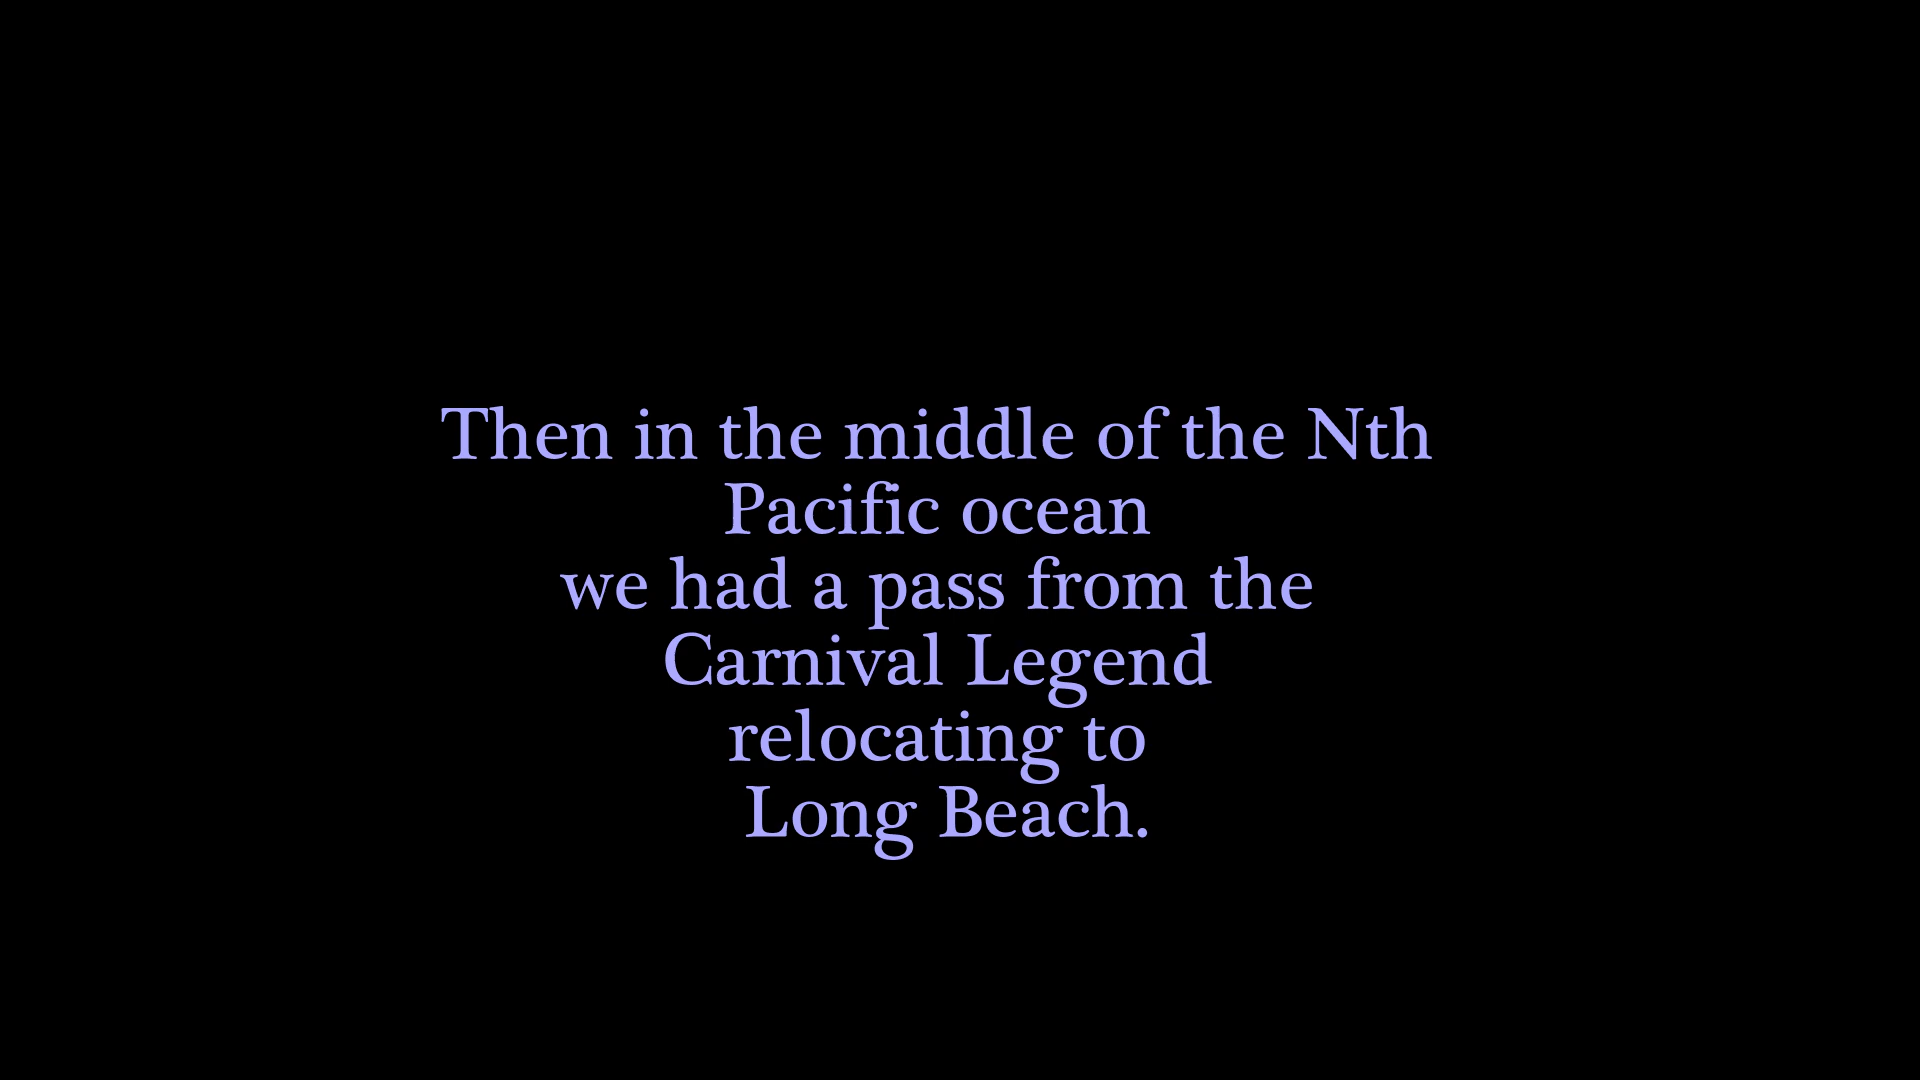 Then in the middle of the Nth
Pacific ocean
we had a pass from the
Carnival Legend
relocating to
Long Beach.